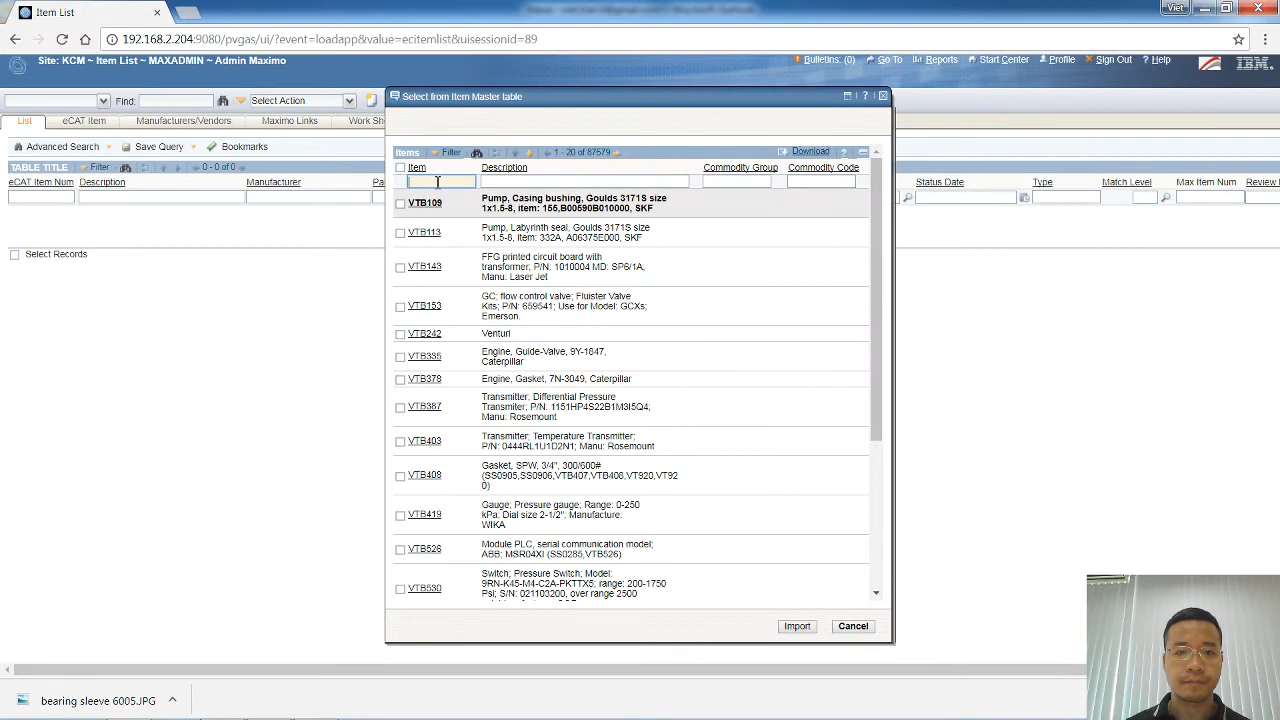 Item List
Viet
192.168.2.204:9080/pvgas/ui/?event=loadapp&value=ecitemlist&uisessionid=89
Site: KCM ~ Item List ~ MAXADMIN ~ Admin Maximo
Bulletins: (0)
Go To
Reports
Start Center
Profile
Sign Out
? Help
IBM.
Find:
Select Action
List
eCAT Item
Manufacturers/Vendors
Maximo Links
Work Sh
Advanced Search
Save Query
Bookmarks
TABLE TITLE
Filter
0 - 0 of 0
eCAT Item Num
Description
Manufacturer
Pa
Status Date
Type
Match Level
Max Item Num
Review
Select Records
Select from Item Master table
Items
Filter
1 - 20 of 87579
Download
Item
Description
Commodity Group
Commodity Code
VTB109
Pump, Casing bushing, Goulds 3171S size
1x1.5-8, item: 155,B00590B010000, SKF
VTB113
Pump, Labyrinth seal, Goulds 3171S size
1x1.5-8, Item: 332A, A06375E000, SKF
VTB143
FFG printed circuit board with
transformer; P/N: 1010004 MD: SP6/1A;
Manu: Laser Jet
VTB153
GC; flow control valve; Fluister Valve
Kits; P/N: 659541; Use for Model: GCXs;
Emerson.
VTB242
Venturi
VTB335
Engine, Guide-Valve, 9Y-1847,
Caterpillar
VTB378
Engine, Gasket, 7N-3049, Caterpillar
VTB387
Transmitter; Differential Pressure
Transmiter; P/N: 1151HP4S22B1M3I5Q4;
Manu: Rosemount
VTB403
Transmitter; Temperature Transmitter;
P/N: 0444RL1U1D2N1; Manu: Rosemount
VTB408
Gasket, SPW, 3/4", 300/600#
(SS0905,SS0906,VTB407,VTB408,VT920,VT92
0)
VTB419
Gauge; Pressure gauge; Range: 0-250
kPa, Dial size 2-1/2"; Manufacture:
WIKA
VTB526
Module PLC, serial communication model;
ABB; MSR04XI (SS0285,VTB526)
VTB530
Switch; Pressure Switch; Model:
9RN-K45-M4-C2A-PKTTX5; range: 200-1750
Psi; S/N: 021103200, over range 2500
Import
Cancel
bearing sleeve 6005.JPG